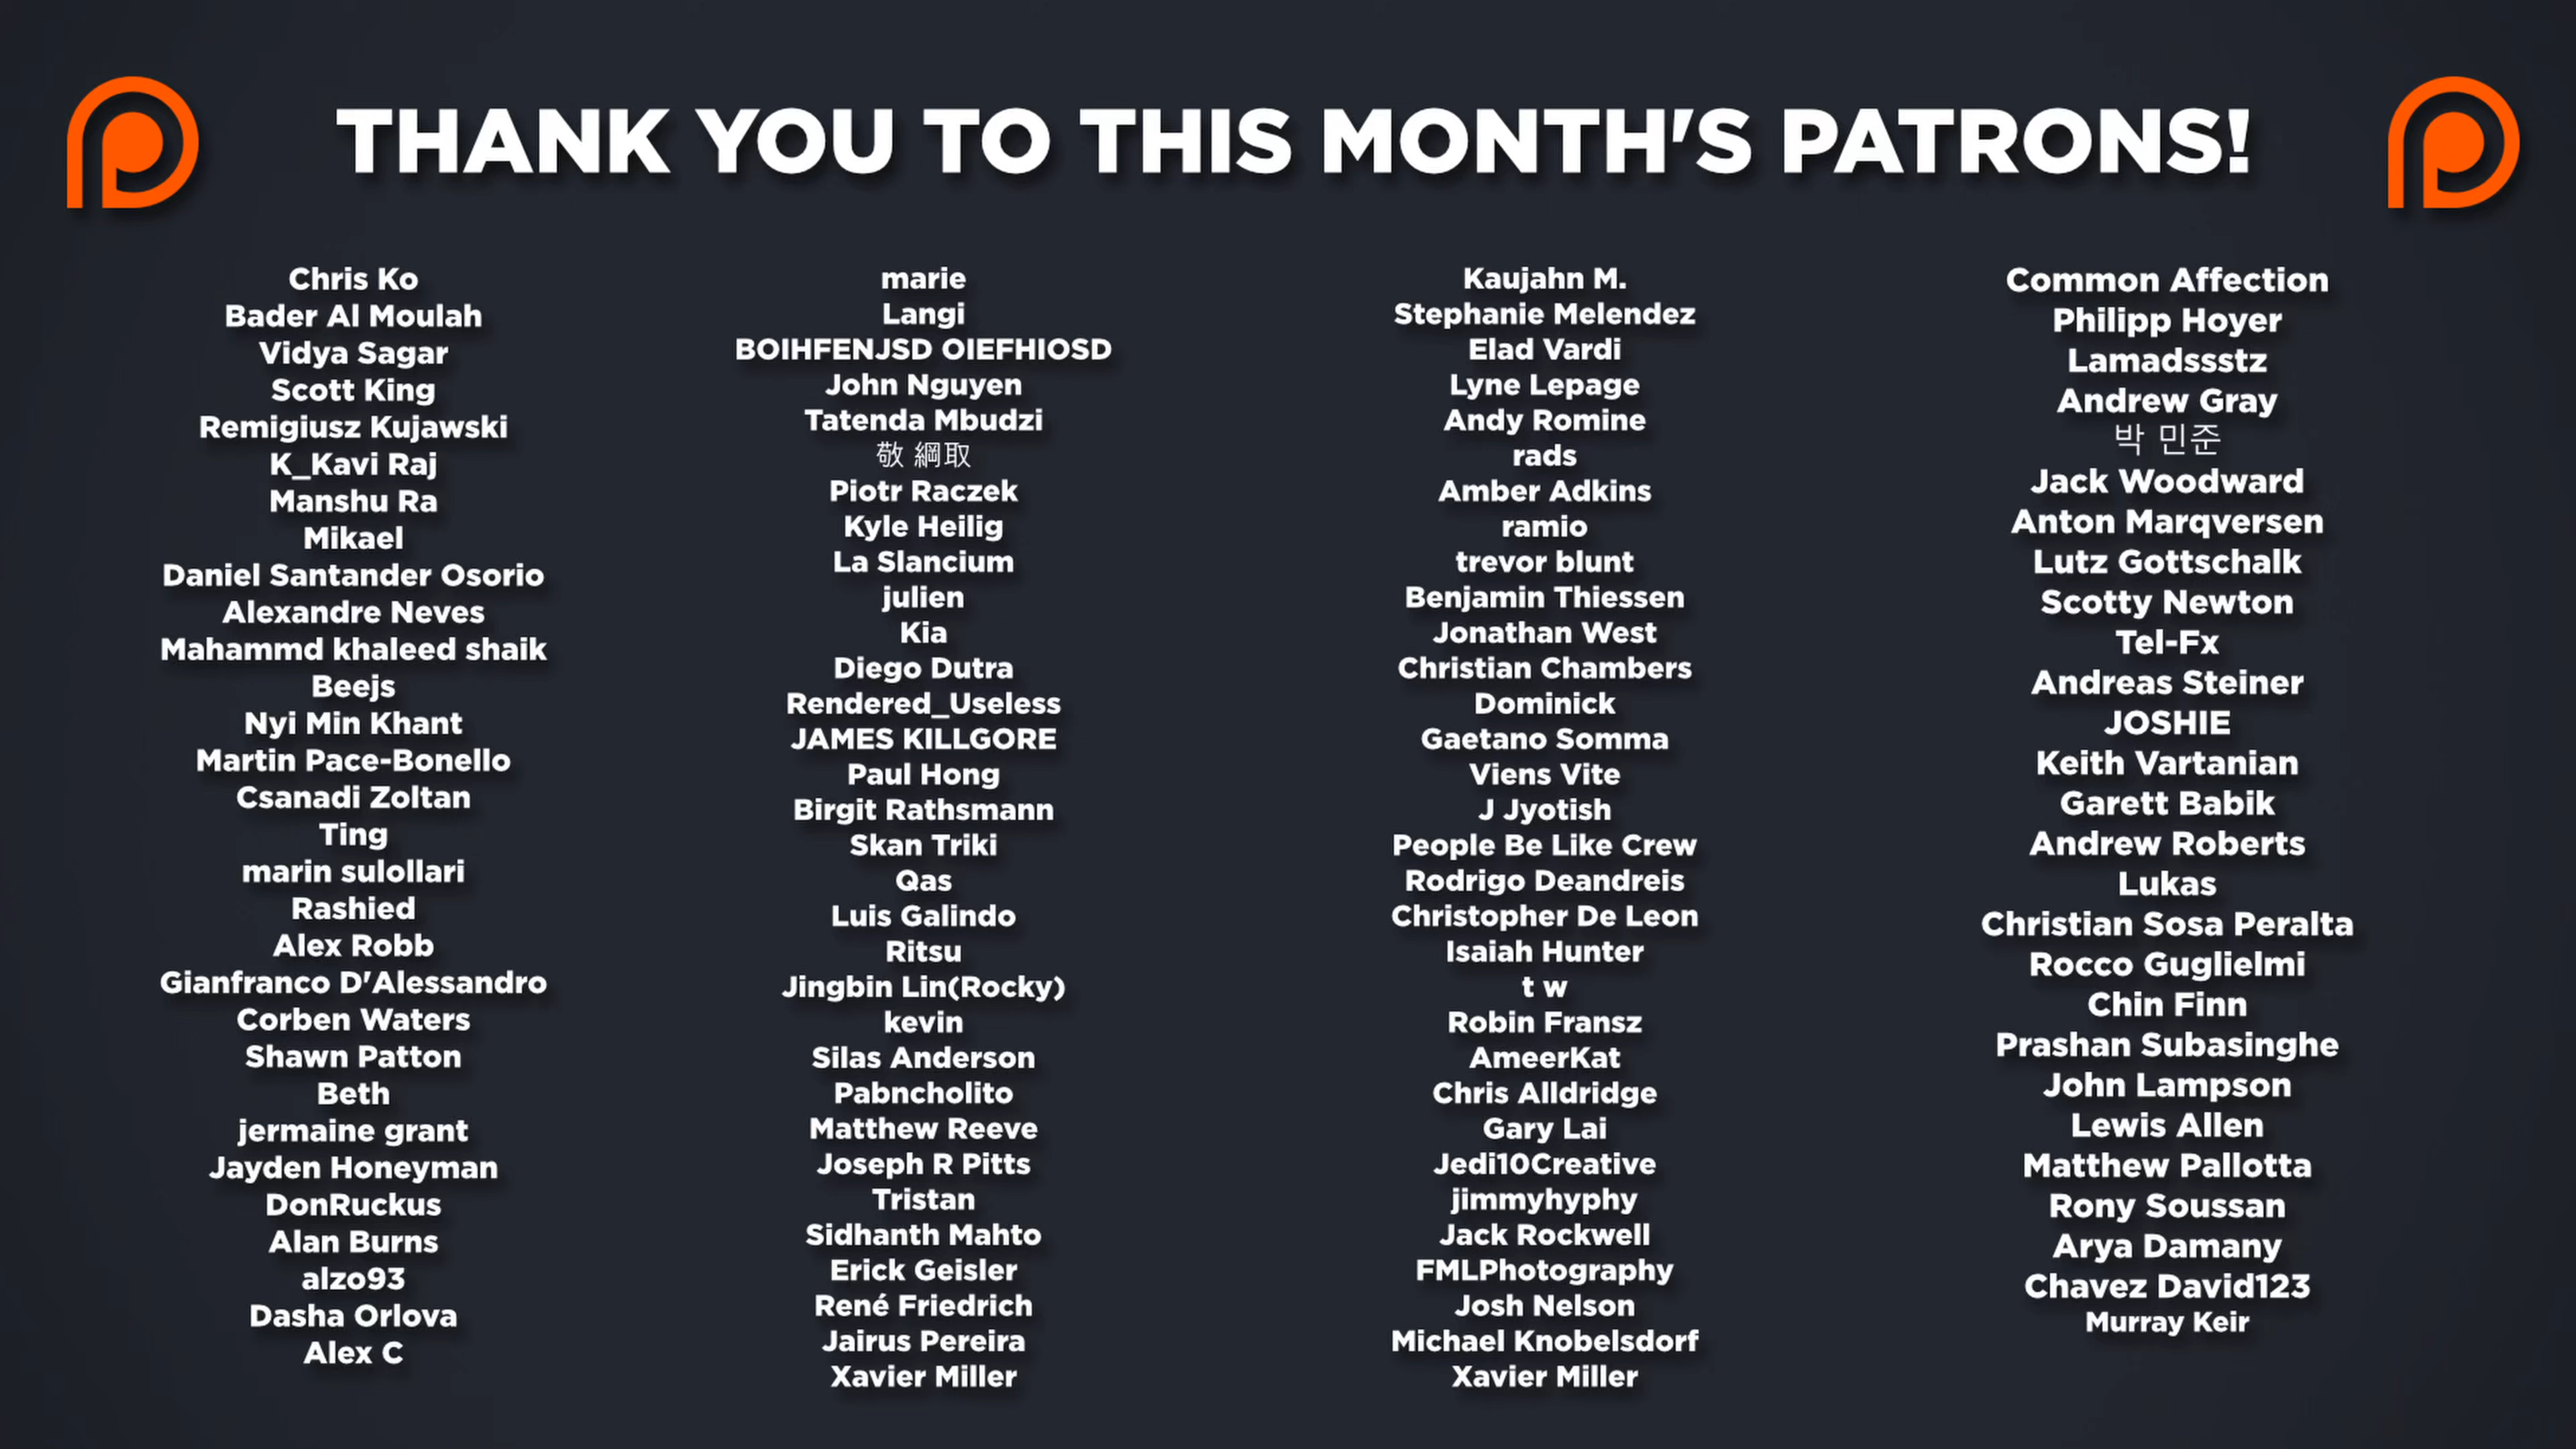 THANK YOU TO THIS MONTH'S PATRONS!
Chris Ko
Bader Al Moulah
Vidya Sagar
Scott King
Remigiusz Kujawski
K_Kavi Raj
Manshu Ra
Mikael
Daniel Santander Osorio
Alexandre Neves
Mahammd khaleed shaik
Beejs
Nyi Min Khant
Martin Pace-Bonello
Csanadi Zoltan
Ting
marin sulollari
Rashied
Alex Robb
Gianfranco D'Alessandro
Corben Waters
Shawn Patton
Beth
jermaine grant
Jayden Honeyman
DonRuckus
Alan Burns
alzo93
Dasha Orlova
Alex C
marie
Langi
BOIHFENJSD OIEFHIOSD
John Nguyen
Tatenda Mbudzi
敬 綱取
Piotr Raczek
Kyle Heilig
La Slancium
julien
Kia
Diego Dutra
Rendered_Useless
JAMES KILLGORE
Paul Hong
Birgit Rathsmann
Skan Triki
Qas
Luis Galindo
Ritsu
Jingbin Lin(Rocky)
kevin
Silas Anderson
Pabncholito
Matthew Reeve
Joseph R Pitts
Tristan
Sidhanth Mahto
Erick Geisler
René Friedrich
Jairus Pereira
Xavier Miller
Kaujahn M.
Stephanie Melendez
Elad Vardi
Lyne Lepage
Andy Romine
rads
Amber Adkins
ramio
trevor blunt
Benjamin Thiessen
Jonathan West
Christian Chambers
Dominick
Gaetano Somma
Viens Vite
J Jyotish
People Be Like Crew
Rodrigo Deandreis
Christopher De Leon
Isaiah Hunter
t w
Robin Fransz
AmeerKat
Chris Alldridge
Gary Lai
Jedi10Creative
jimmyhyphy
Jack Rockwell
FMLPhotography
Josh Nelson
Michael Knobelsdorf
Xavier Miller
Common Affection
Philipp Hoyer
Lamadssstz
Andrew Gray
박 민준
Jack Woodward
Anton Marqversen
Lutz Gottschalk
Scotty Newton
Tel-Fx
Andreas Steiner
JOSHIE
Keith Vartanian
Garett Babik
Andrew Roberts
Lukas
Christian Sosa Peralta
Rocco Guglielmi
Chin Finn
Prashan Subasinghe
John Lampson
Lewis Allen
Matthew Pallotta
Rony Soussan
Arya Damany
Chavez David123
Murray Keir